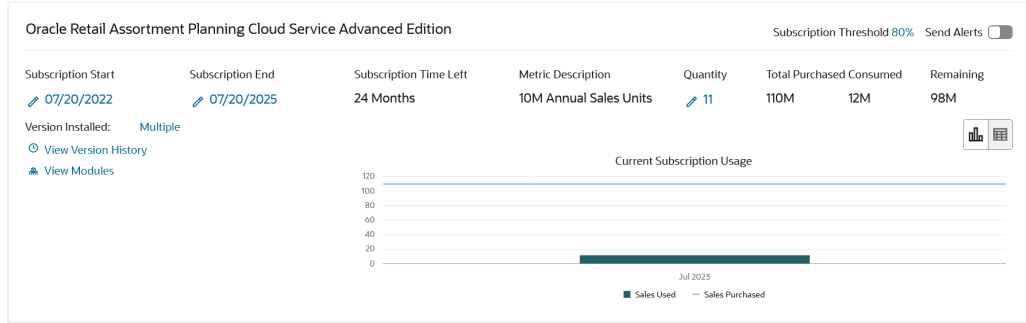 Oracle Retail Assortment Planning Cloud Service Advanced Edition
Subscription Threshold 80% Send Alerts
Subscription Start Subscription End Subscription Time Left Metric Description Quantity Total Purchased Consumed Remaining
07/20/2022 07/20/2025 24 Months 10M Annual Sales Units 11 110M 12M 98M
Version Installed: Multiple
View Version History
View Modules
Current Subscription Usage
120
100
80
60
40
20
0
Jul 2023
Sales Used Sales Purchased